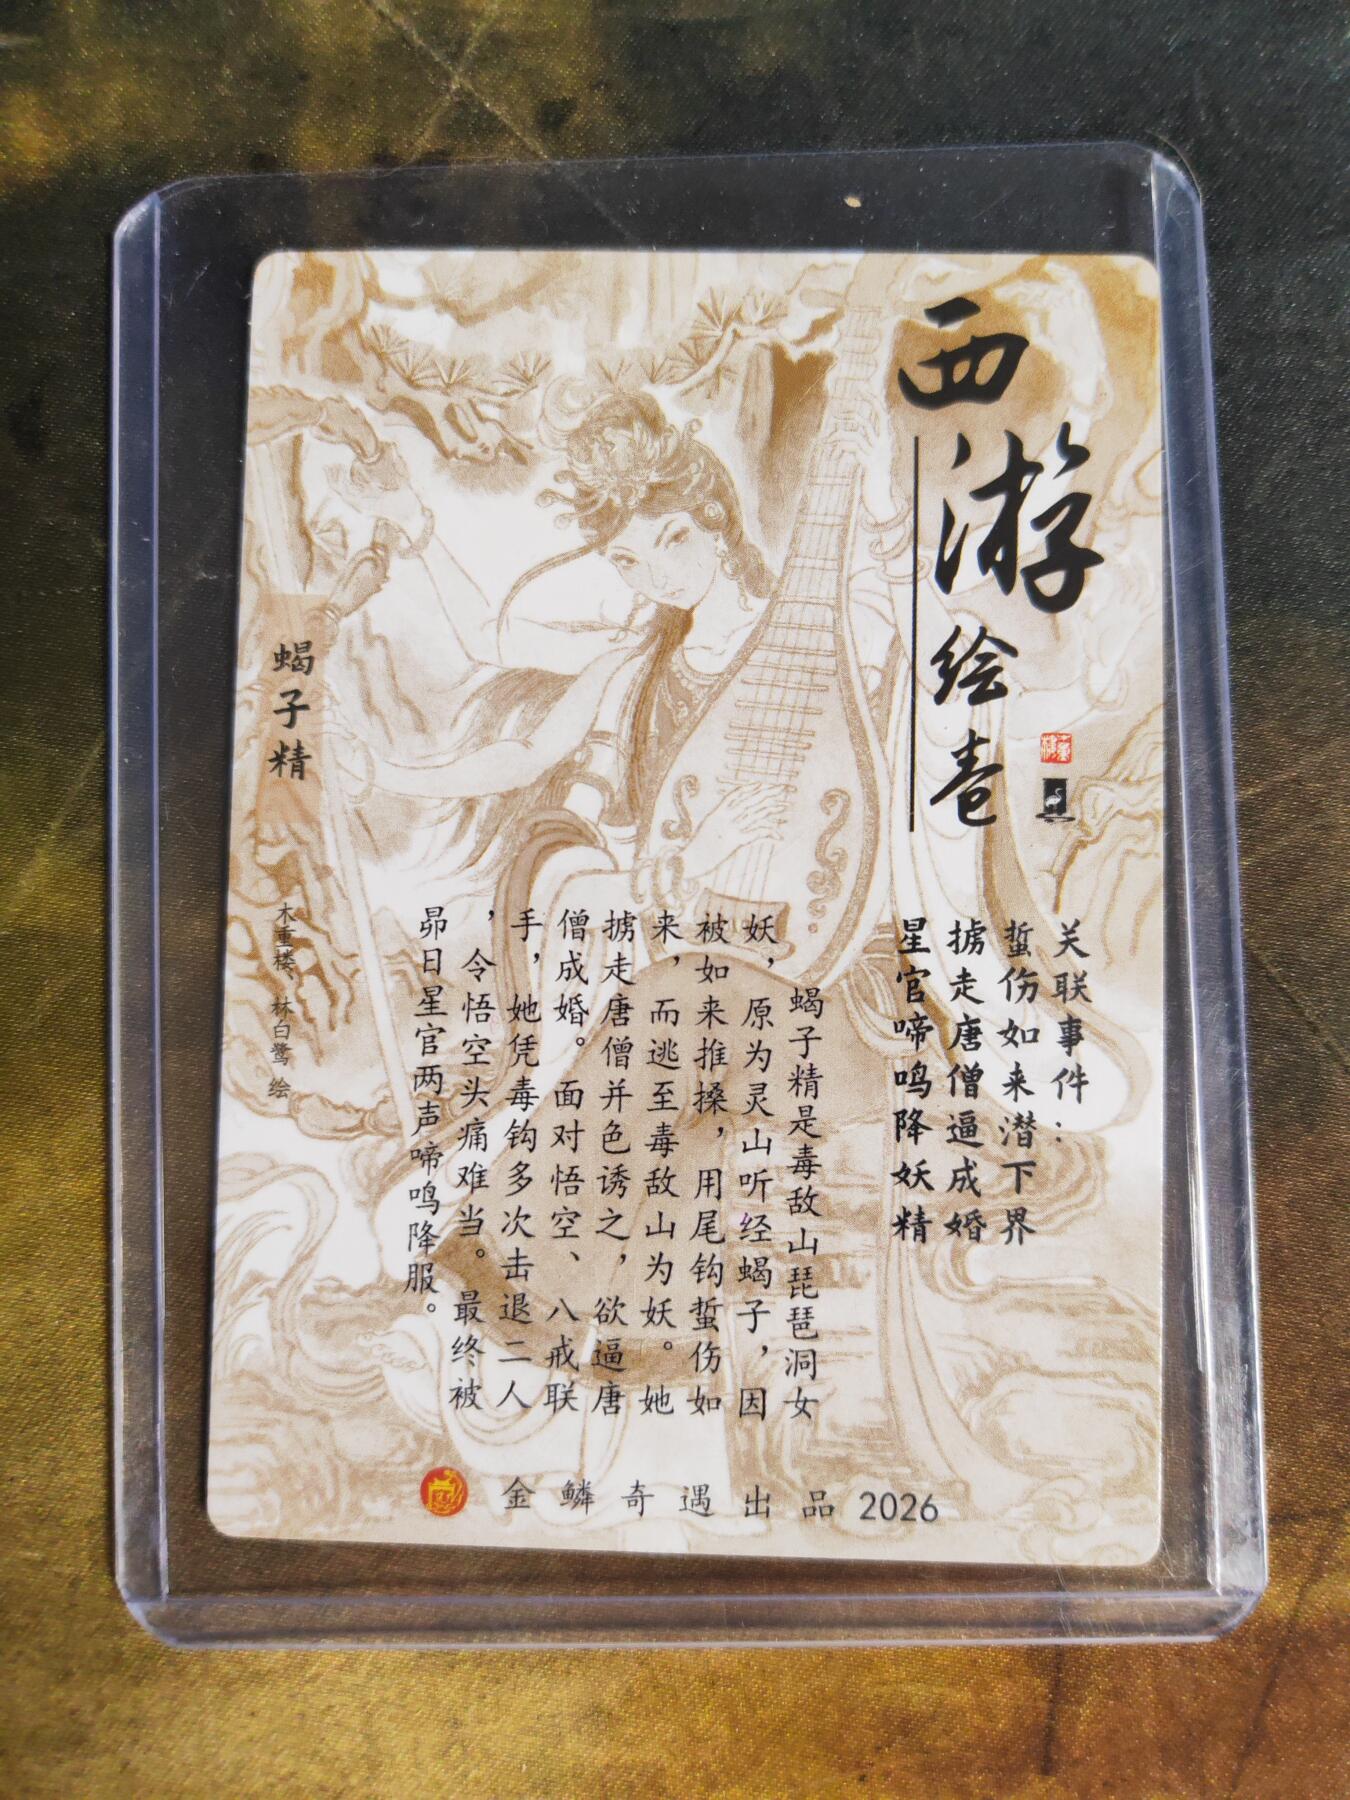 西游
绘卷
关联事件：
蜇伤如来潜下界
掳走唐僧逼成婚
星官啼鸣降妖精
蝎子精是毒敌山琵琶洞女
妖，原为灵山听经蝎子，因
被如来推搡，用尾钩蜇伤如
来，而逃至毒敌山为妖。她
掳走唐僧并色诱之，欲逼唐
僧成婚。面对悟空、八戒联
手，她凭毒钩多次击退二人
，令悟空头痛难当。最终被
昴日星官两声啼鸣降服。
蝎子精
木重楼、林白鹭 绘
金鳞奇遇出品 2026